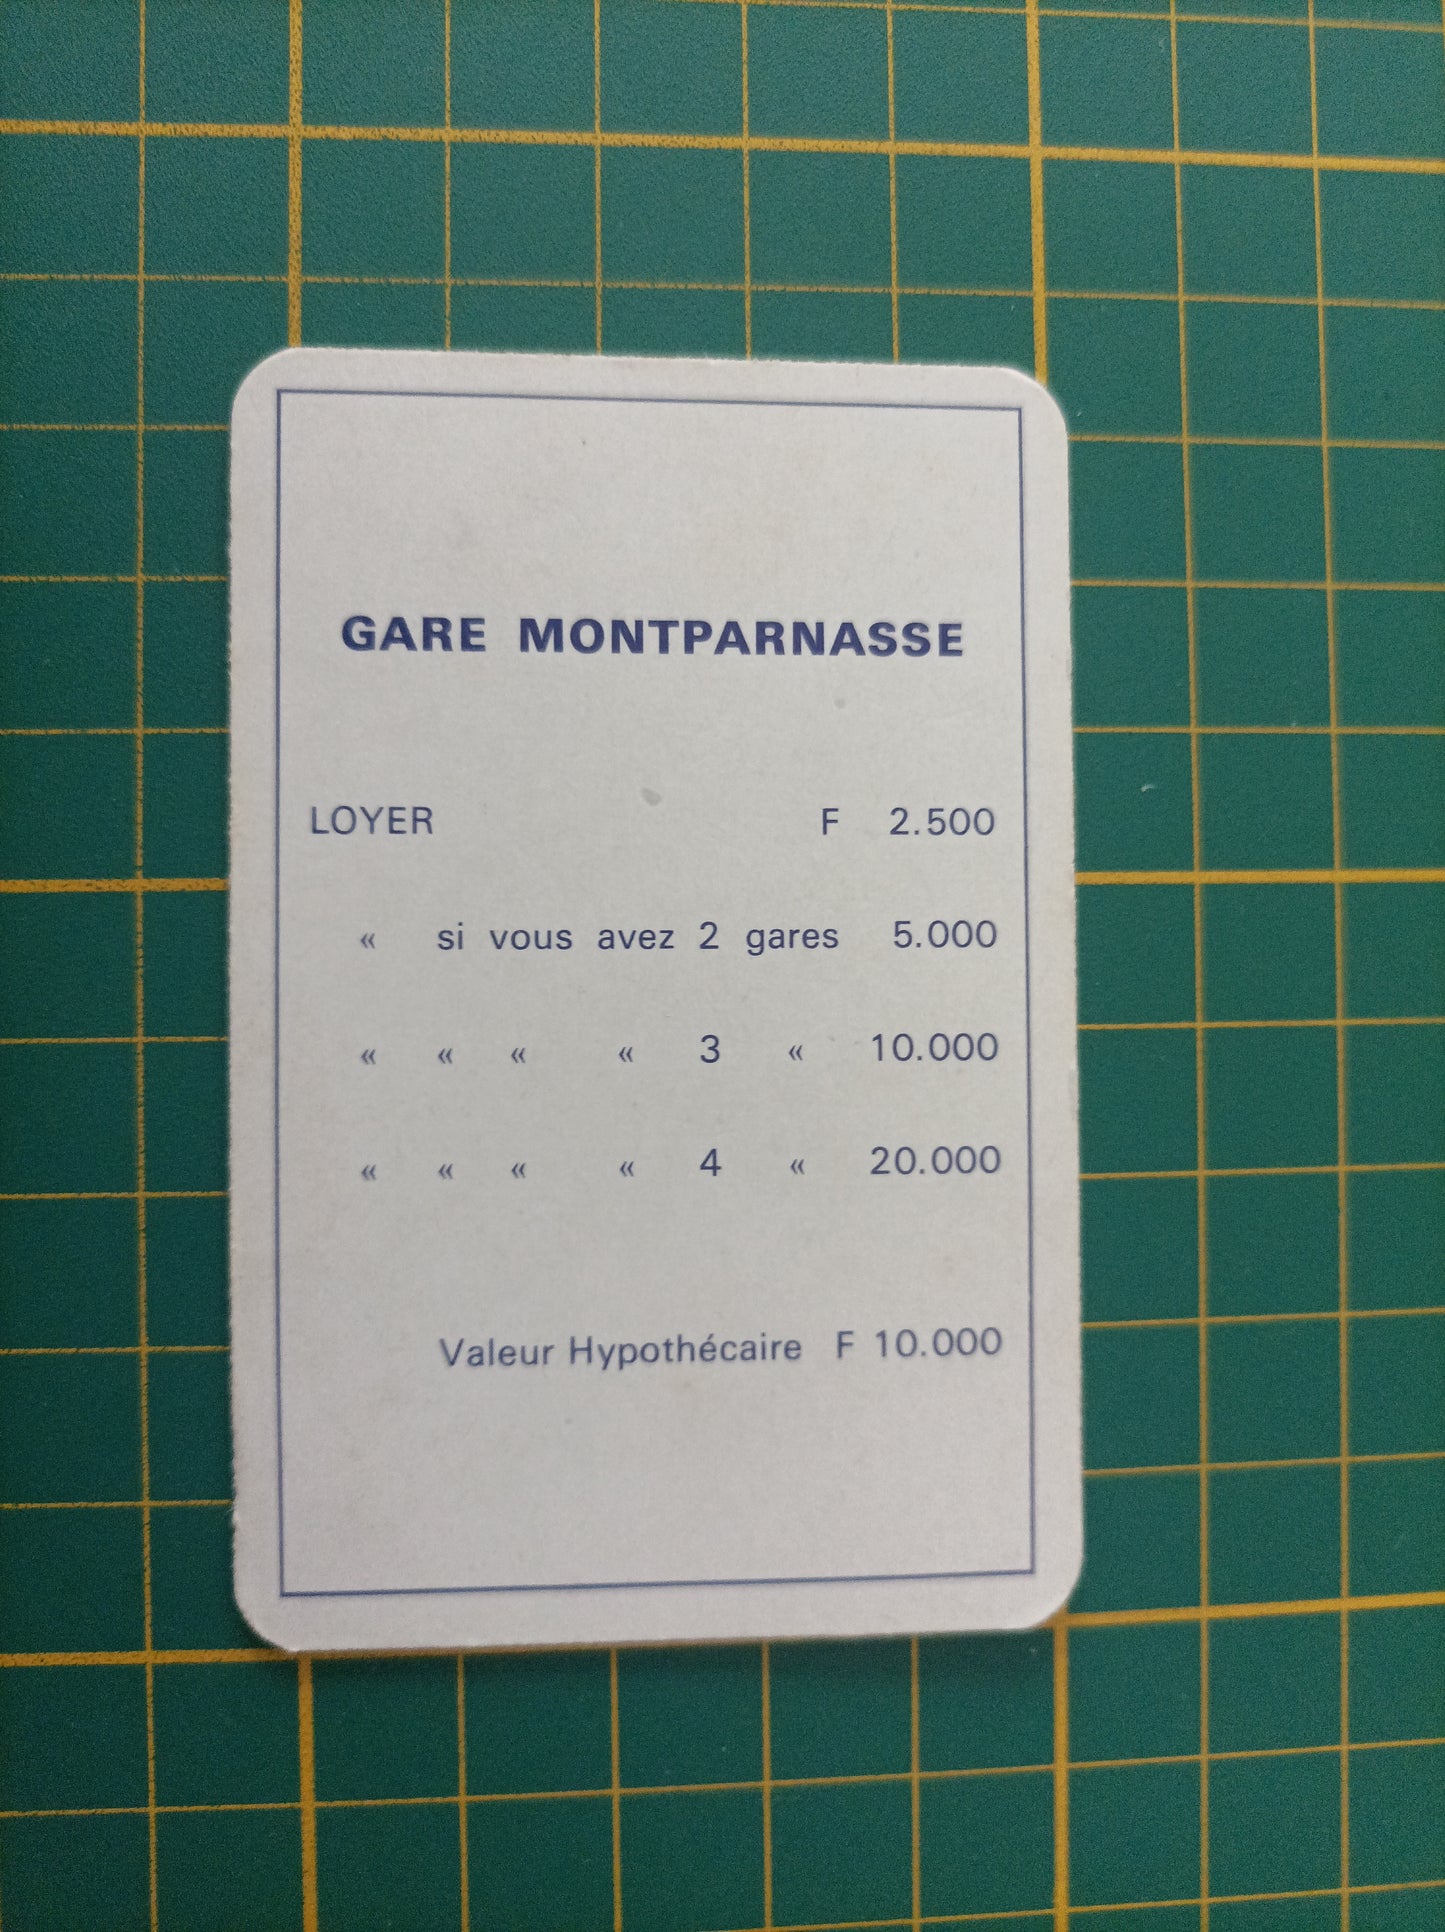 GARE MONTPARNASSE
LOYER F 2.500
« si vous avez 2 gares 5.000
« « « « 3 « 10.000
« « « « 4 « 20.000
Valeur Hypothécaire F 10.000